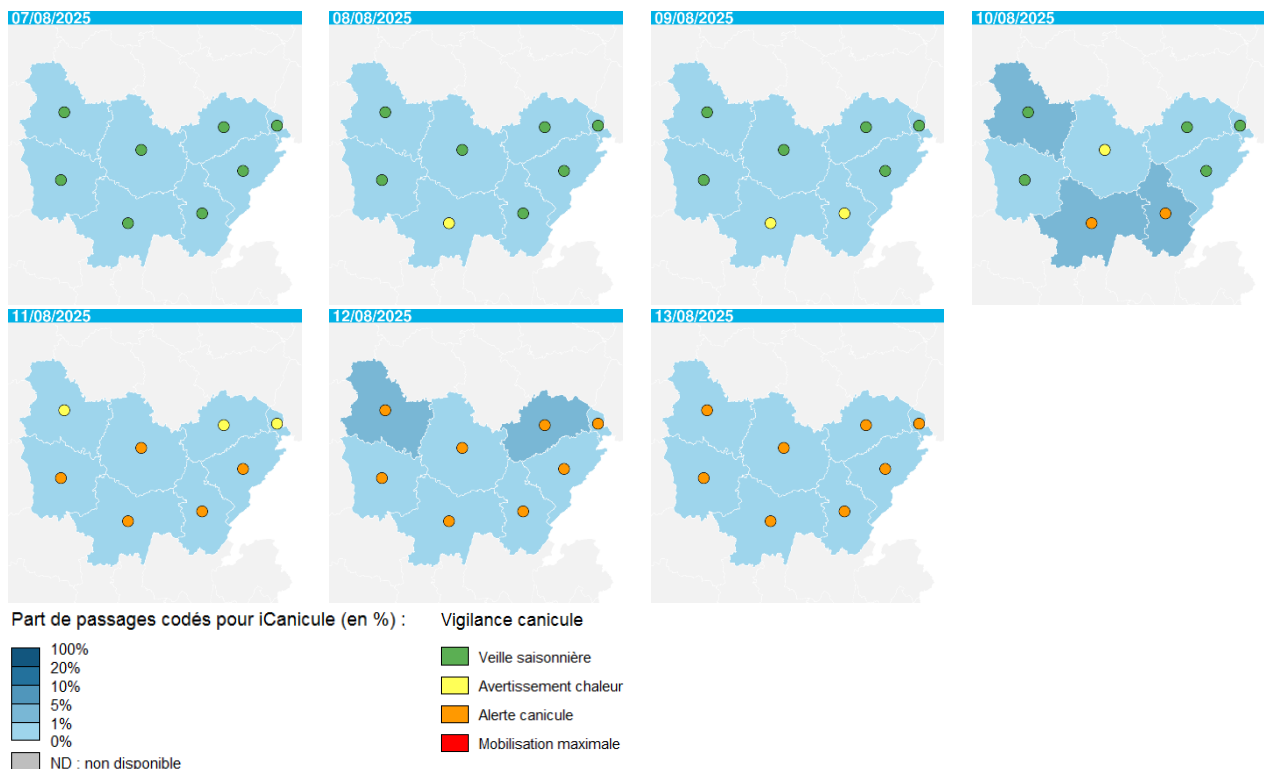 07/08/2025
08/08/2025
09/08/2025
10/08/2025
11/08/2025
12/08/2025
13/08/2025
Part de passages codés pour iCanicule (en %) :
100%
20%
10%
5%
1%
0%
ND : non disponible
Vigilance canicule
Veille saisonnière
Avertissement chaleur
Alerte canicule
Mobilisation maximale